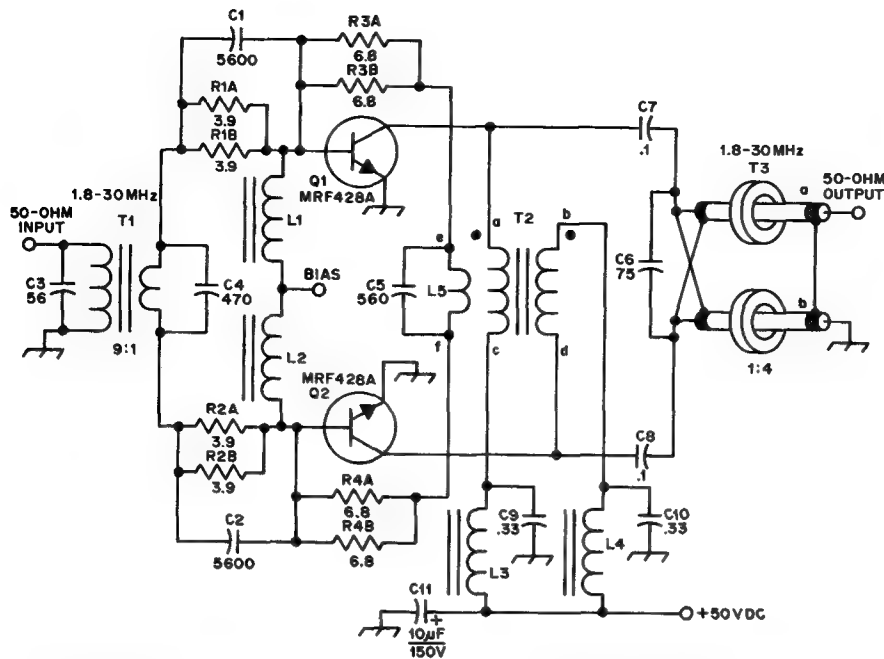 C1
5600
R3A
6.8
R3B
6.8
R1A
3.9
R1B
3.9
C7
.1
1.8-30MHz
T3
50-OHM
OUTPUT
a
1.8-30MHz
T1
50-OHM
INPUT
Q1
MRF428A
L1
a
T2
b
e
C3
56
C4
470
BIAS
C5
560
L5
C6
75
b
9:1
L2
f
c
d
1:4
MRF428A
Q2
R2A
3.9
R2B
3.9
C8
.1
R4A
6.8
R4B
6.8
C2
5600
C9
.33
L3
L4
C10
.33
C11
+
10µF
150V
+50VDC